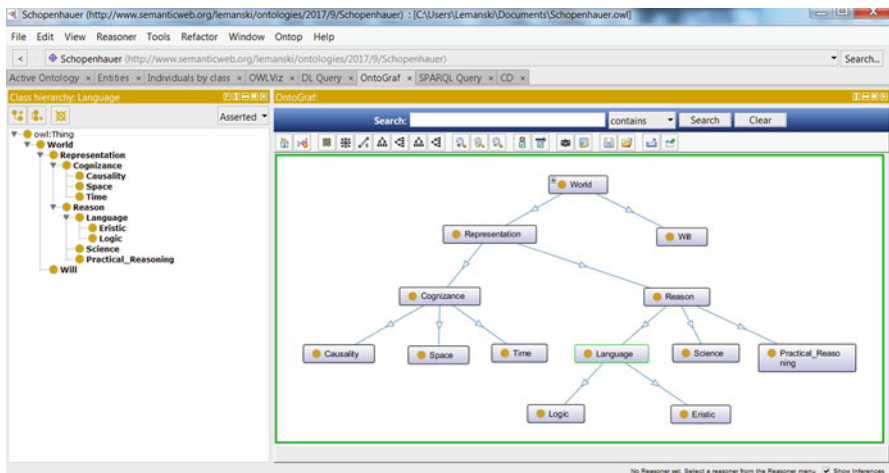 Schopenhauer (http://www.semanticweb.org/lemanski/ontologies/2017/9/Schopenhauer) : [C:\Users\Lemanski\Documents\Schopenhauer.owl]
File Edit View Reasoner Tools Refactor Window Ontop Help
< Schopenhauer (http://www.semanticweb.org/lemanski/ontologies/2017/9/Schopenhauer) Search...
Active Ontology × Entities × Individuals by class × OWLViz × DL Query × OntoGraf × SPARQL Query × CD ×
Class hierarchy: Language
Asserted
owl:Thing
World
Representation
Cognizance
Causality
Space
Time
Reason
Language
Eristic
Logic
Science
Practical_Reasoning
Will
OntoGraf:
Search: contains Search Clear
World
Representation Will
Cognizance Reason
Causality Space Time Language Science Practical_Reaso
ning
Logic Eristic
No Reasoner set. Select a reasoner from the Reasoner menu Show Inferences